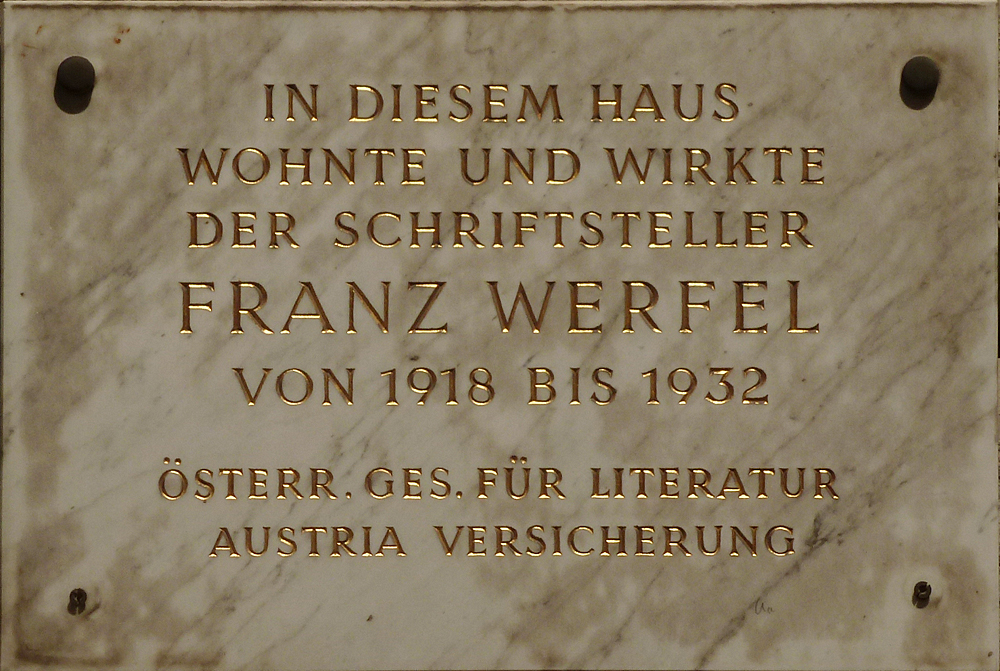 IN DIESEM HAUS
WOHNTE UND WIRKTE
DER SCHRIFTSTELLER
FRANZ WERFEL
VON 1918 BIS 1932
ÖSTERR. GES. FÜR LITERATUR
AUSTRIA VERSICHERUNG